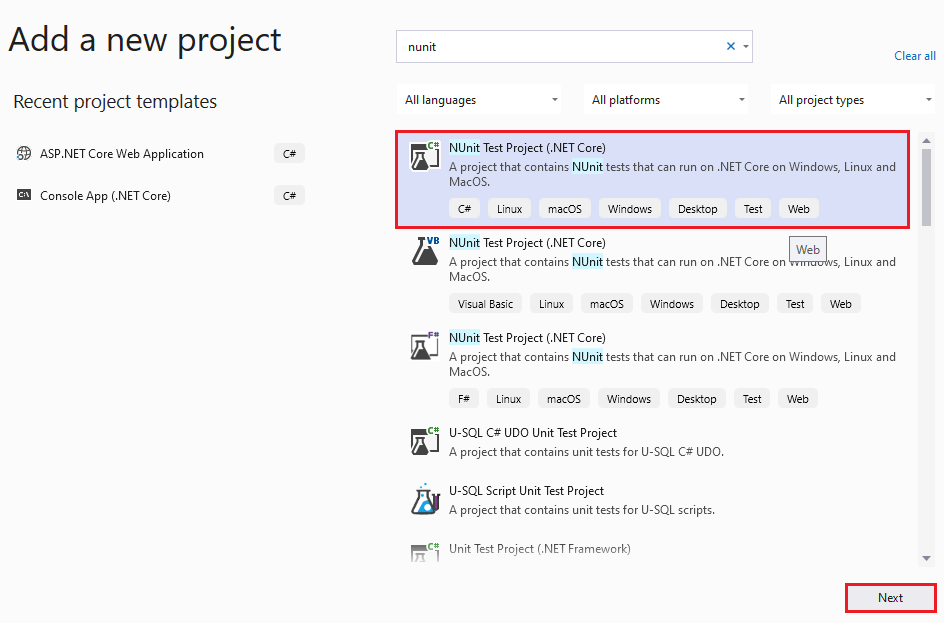 Add a new project
nunit
Clear all
Recent project templates
All languages
All platforms
All project types
ASP.NET Core Web Application
C#
Console App (.NET Core)
C#
C#
NUnit Test Project (.NET Core)
A project that contains NUnit tests that can run on .NET Core on Windows, Linux and
MacOS.
C# Linux macOS Windows Desktop Test Web
VB
NUnit Test Project (.NET Core)
Web
A project that contains NUnit tests that can run on .NET Core on Windows, Linux and
MacOS.
Visual Basic Linux macOS Windows Desktop Test Web
F#
NUnit Test Project (.NET Core)
A project that contains NUnit tests that can run on .NET Core on Windows, Linux and
MacOS.
F# Linux macOS Windows Desktop Test Web
C#
U-SQL C# UDO Unit Test Project
A project that contains unit tests for U-SQL C# UDO.
U-SQL Script Unit Test Project
A project that contains unit tests for U-SQL scripts.
C#
Unit Test Project (.NET Framework)
Next